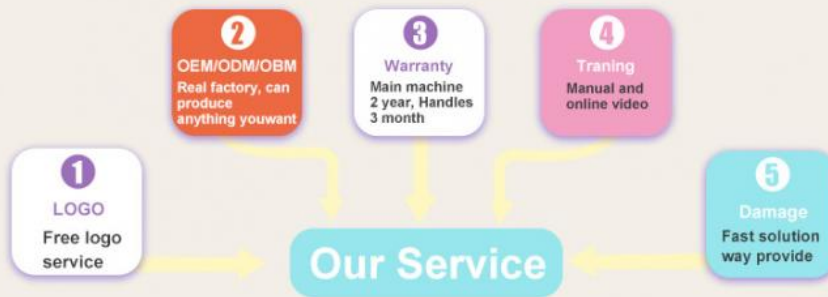 1
LOGO
Free logo
service
2
OEM/ODM/OBM
Real factory, can
produce
anything youwant
3
Warranty
Main machine
2 year, Handles
3 month
4
Traning
Manual and
online video
5
Damage
Fast solution
way provide
Our Service